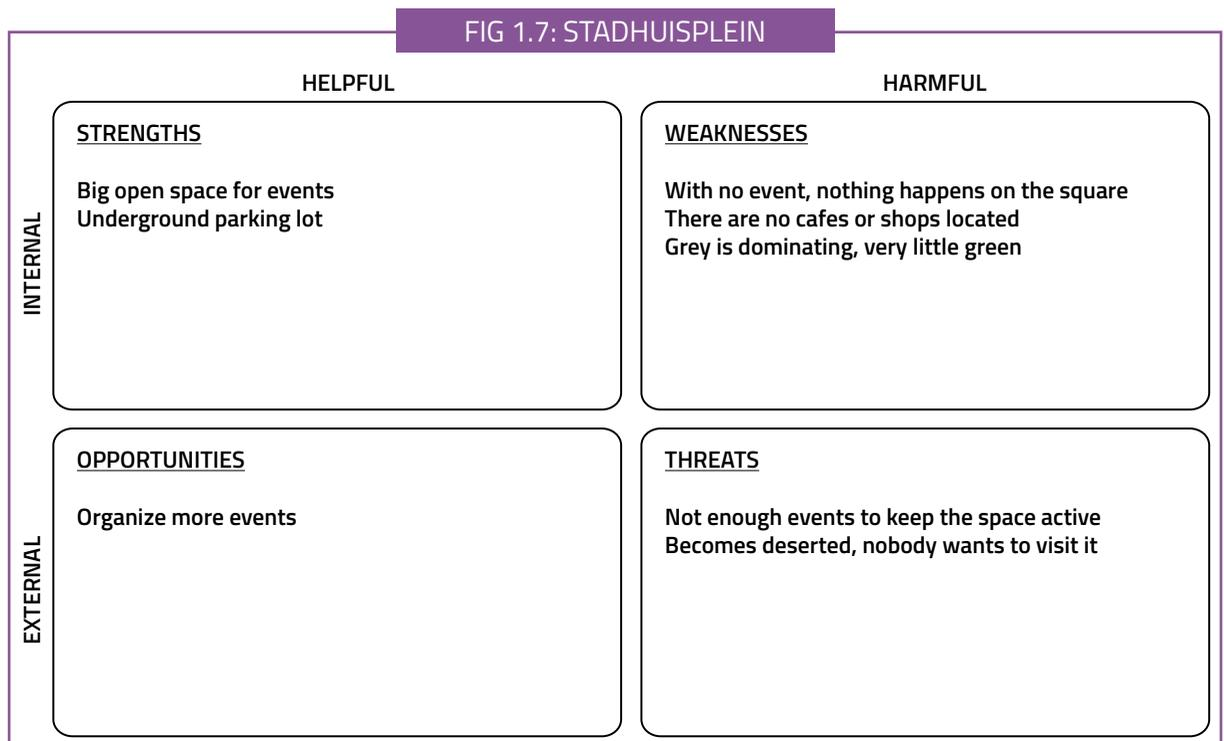 FIG 1.7: STADHUISPLEIN
HELPFUL
HARMFUL
INTERNAL
STRENGTHS
Big open space for events
Underground parking lot
WEAKNESSES
With no event, nothing happens on the square
There are no cafes or shops located
Grey is dominating, very little green
EXTERNAL
OPPORTUNITIES
Organize more events
THREATS
Not enough events to keep the space active
Becomes deserted, nobody wants to visit it